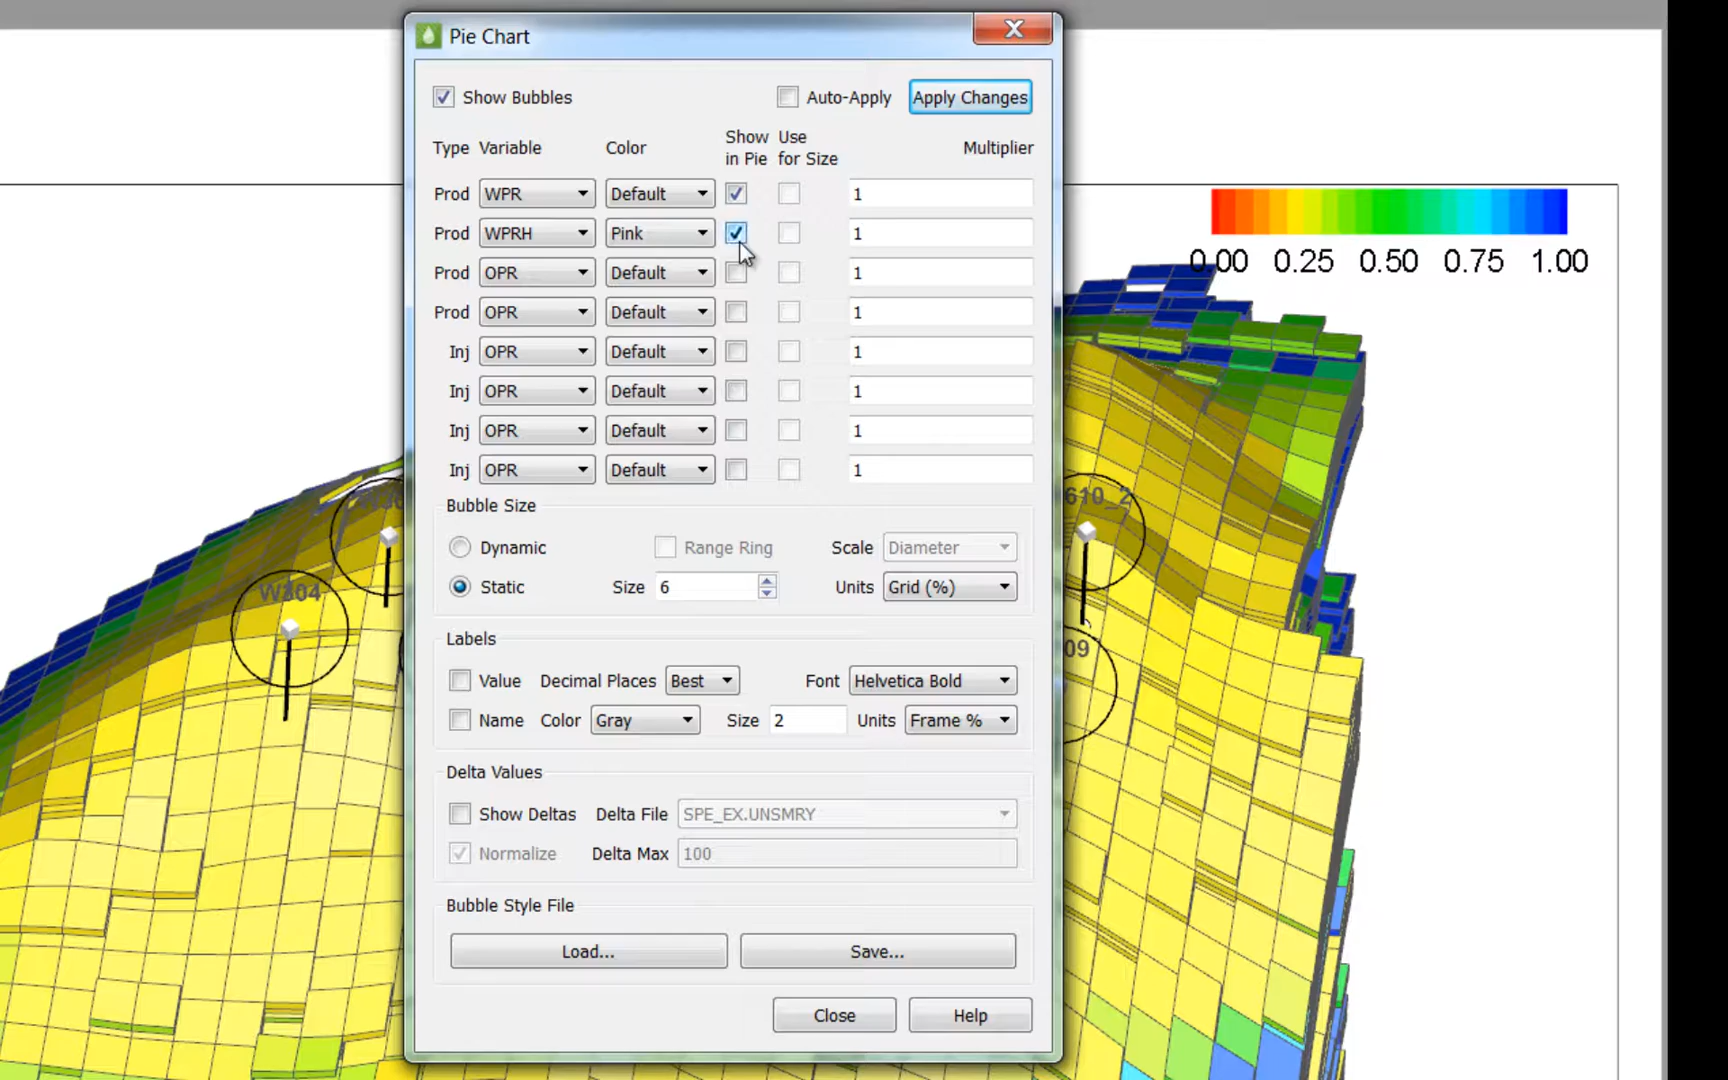 Pie Chart
Show Bubbles Auto-Apply Apply Changes
Type Variable Color Show in Pie Use for Size Multiplier
Prod WPR Default 1
Prod WPRH Pink 1
Prod OPR Default 1
Prod OPR Default 1
Inj OPR Default 1
Inj OPR Default 1
Inj OPR Default 1
Inj OPR Default 1
Bubble Size
Dynamic Range Ring Scale Diameter
Static Size 6 Units Grid (%)
Labels
Value Decimal Places Best Font Helvetica Bold
Name Color Gray Size 2 Units Frame %
Delta Values
Show Deltas Delta File SPE_EX.UNSMRY
Normalize Delta Max 100
Bubble Style File
Load... Save...
Close Help
0.00 0.25 0.50 0.75 1.00
W304
610_2
09